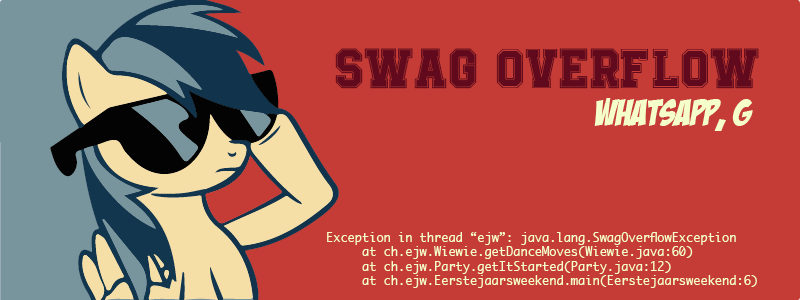 SWAG OVERFLOW
WHATSAPP, G
Exception in thread “ejw”: java.lang.SwagOverflowException
at ch.ejw.Wiewie.getDanceMoves(Wiewie.java:60)
at ch.ejw.Party.getItStarted(Party.java:12)
at ch.ejw.Eerstejaarsweekend.main(Eerstejaarsweekend:6)